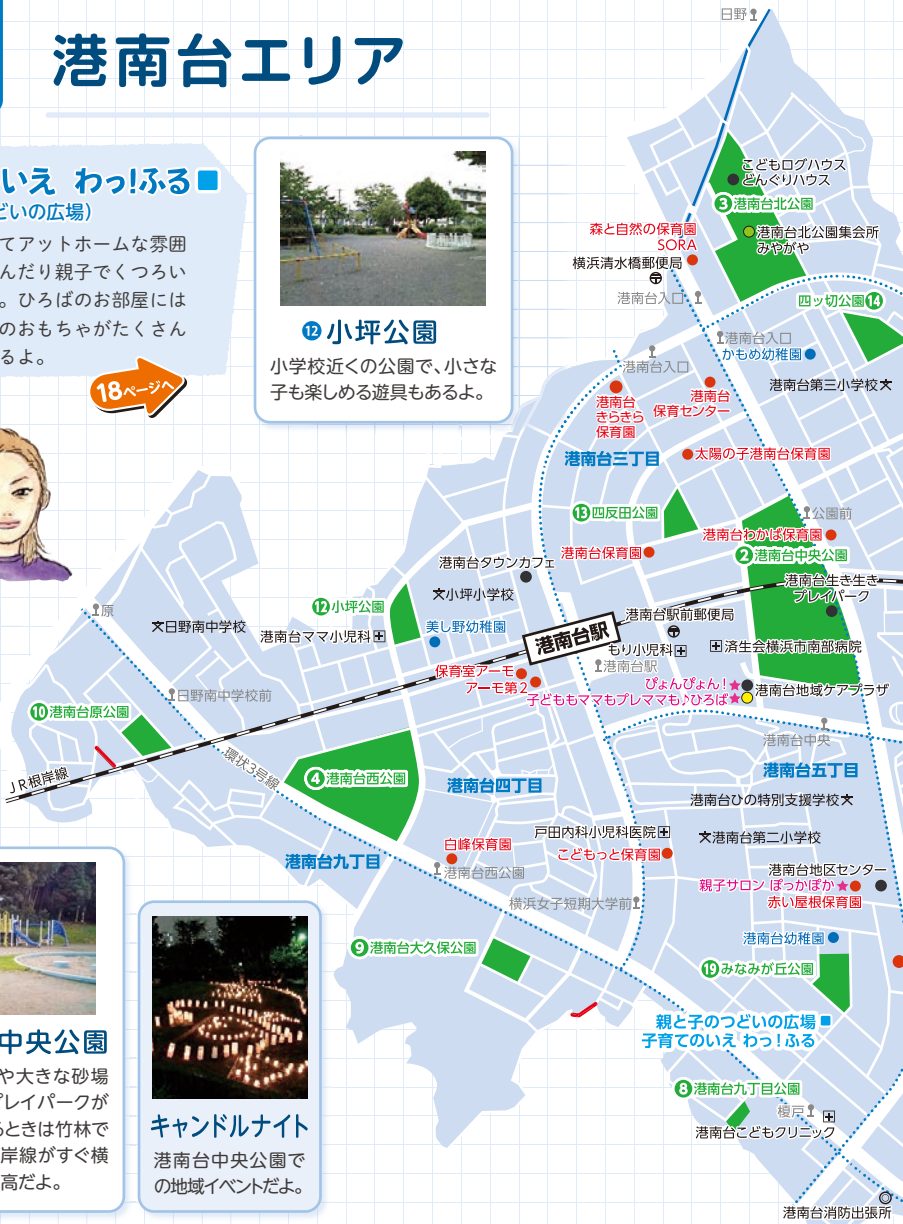 港南台エリア
いえ わっ!ふる■
どいの広場)
てアットホームな雰囲
んだり親子でくつろい
。ひろばのお部屋には
のおもちゃがたくさん
るよ。
18ページへ
⑫小坪公園
小学校近くの公園で、小さな
子も楽しめる遊具もあるよ。
日野
こどもログハウス
どんぐりハウス
③港南台北公園
港南台北公園集会所
みやがや
森と自然の保育園
SORA
横浜清水橋郵便局
港南台入口
四ッ切公園⑭
港南台入口
かもめ幼稚園
港南台入口
港南台第三小学校文
港南台
きらきら
保育園
港南台
保育センター
港南台三丁目
太陽の子港南台保育園
⑬四反田公園
公園前
港南台わかば保育園
港南台保育園
②港南台中央公園
港南台タウンカフェ
港南台生き生き
プレイパーク
文小坪小学校
⑫小坪公園
原
文日野南中学校
港南台ママ小児科
美し野幼稚園
港南台駅
港南台駅前郵便局
もり小児科
済生会横浜市南部病院
港南台駅
保育室アーモ
アーモ第2
ぴょんぴょん!★
港南台地域ケアプラザ
子どももママもプレママも♪ひろば★
日野南中学校前
⑩港南台原公園
港南台中央
環状3号線
JR根岸線
④港南台西公園
港南台四丁目
港南台五丁目
港南台ひの特別支援学校文
戸田内科小児科医院
文港南台第二小学校
白峰保育園
こどもっと保育園
港南台九丁目
港南台西公園
港南台地区センター
親子サロン ぽっかぽか★
赤い屋根保育園
横浜女子短期大学前
港南台幼稚園
⑨港南台大久保公園
⑲みなみが丘公園
親と子のつどいの広場■
子育てのいえ わっ!ふる
⑧港南台九丁目公園
榎戸
港南台こどもクリニック
港南台消防出張所
中央公園
や大きな砂場
プレイパークが
るときは竹林で
岸線がすぐ横
高だよ。
キャンドルナイト
港南台中央公園で
の地域イベントだよ。